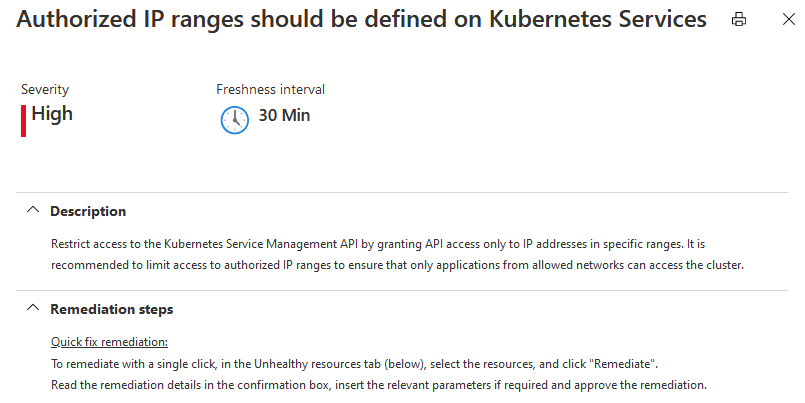 Authorized IP ranges should be defined on Kubernetes Services
Severity
High
Freshness interval
30 Min
Description
Restrict access to the Kubernetes Service Management API by granting API access only to IP addresses in specific ranges. It is
recommended to limit access to authorized IP ranges to ensure that only applications from allowed networks can access the cluster.
Remediation steps
Quick fix remediation:
To remediate with a single click, in the Unhealthy resources tab (below), select the resources, and click "Remediate".
Read the remediation details in the confirmation box, insert the relevant parameters if required and approve the remediation.